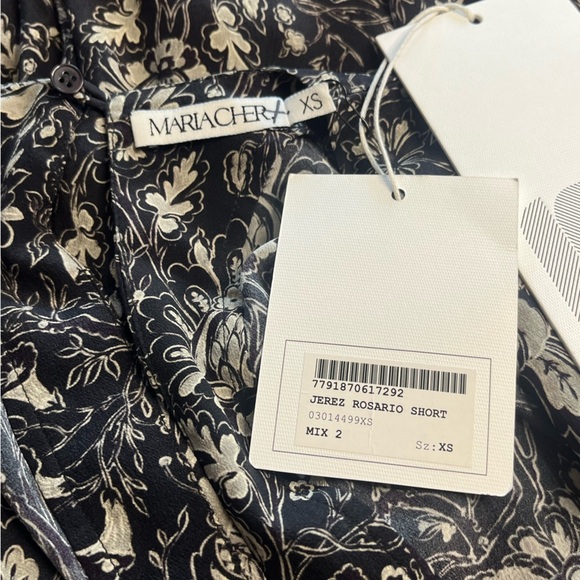 MARIACHER
XS
7791870617292
JEREZ ROSARIO SHORT
03014499XS
MIX 2
Sz: XS